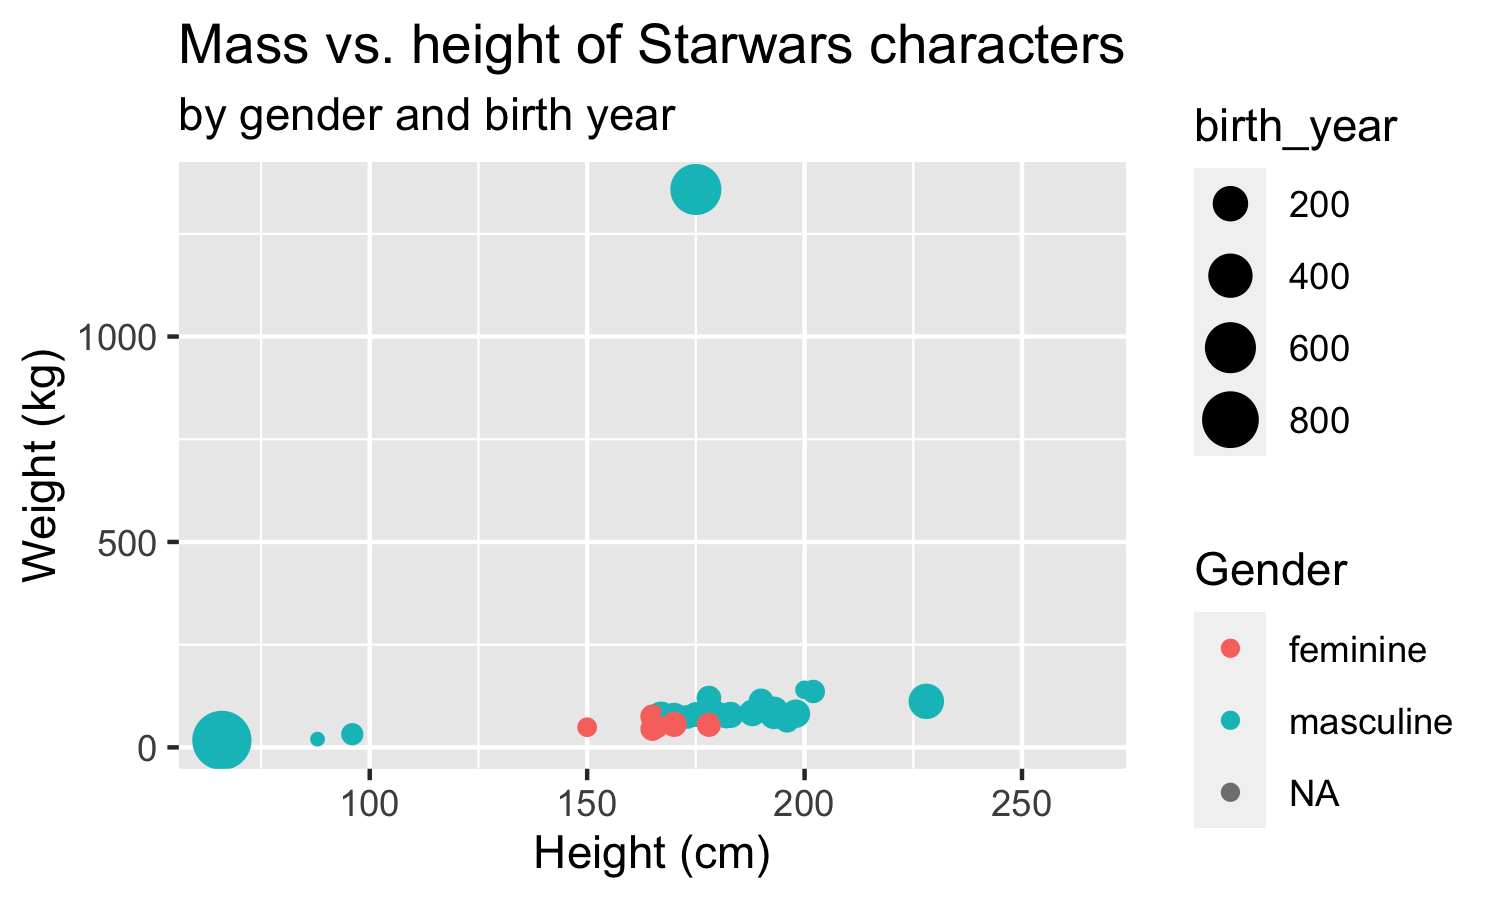 Mass vs. height of Starwars characters
by gender and birth year
Weight (kg)
1000
500
0
100
150
200
250
Height (cm)
birth_year
200
400
600
800
Gender
feminine
masculine
NA